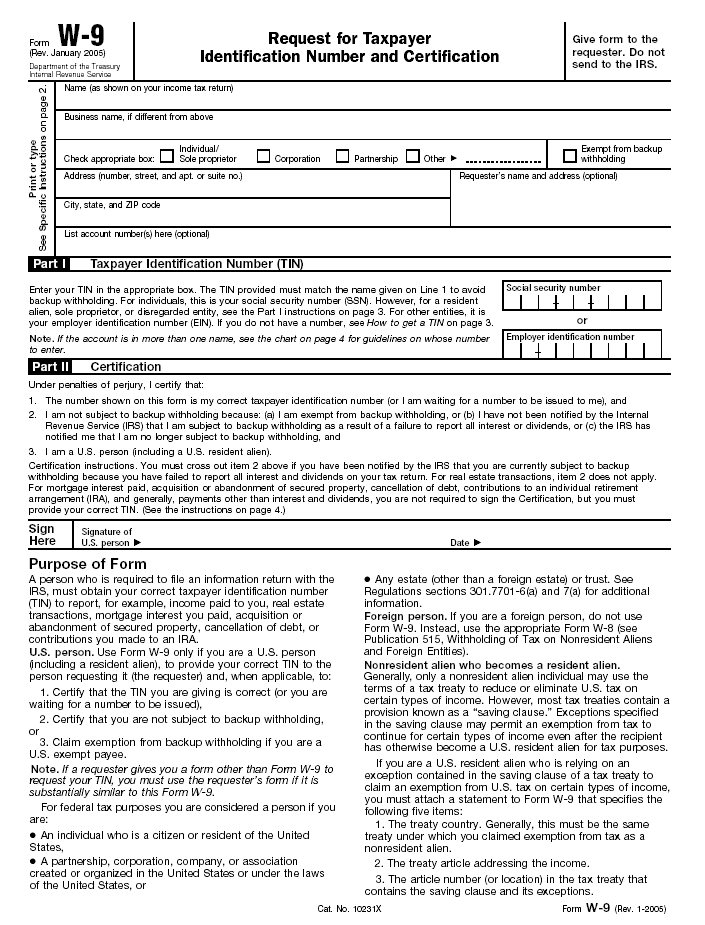 Form W-9
(Rev. January 2005)
Department of the Treasury
Internal Revenue Service
Request for Taxpayer
Identification Number and Certification
Give form to the
requester. Do not
send to the IRS.
Print or type
See Specific Instructions on page 2.
Name (as shown on your income tax return)
Business name, if different from above
Check appropriate box:
Individual/
Sole proprietor
Corporation
Partnership
Other ►
Exempt from backup
withholding
Address (number, street, and apt. or suite no.)
Requester's name and address (optional)
City, state, and ZIP code
List account number(s) here (optional)
Part I Taxpayer Identification Number (TIN)
Enter your TIN in the appropriate box. The TIN provided must match the name given on Line 1 to avoid
backup withholding. For individuals, this is your social security number (SSN). However, for a resident
alien, sole proprietor, or disregarded entity, see the Part I instructions on page 3. For other entities, it is
your employer identification number (EIN). If you do not have a number, see How to get a TIN on page 3.
Note. If the account is in more than one name, see the chart on page 4 for guidelines on whose number
to enter.
Social security number
or
Employer identification number
Part II Certification
Under penalties of perjury, I certify that:
1. The number shown on this form is my correct taxpayer identification number (or I am waiting for a number to be issued to me), and
2. I am not subject to backup withholding because: (a) I am exempt from backup withholding, or (b) I have not been notified by the Internal
Revenue Service (IRS) that I am subject to backup withholding as a result of a failure to report all interest or dividends, or (c) the IRS has
notified me that I am no longer subject to backup withholding, and
3. I am a U.S. person (including a U.S. resident alien).
Certification instructions. You must cross out item 2 above if you have been notified by the IRS that you are currently subject to backup
withholding because you have failed to report all interest and dividends on your tax return. For real estate transactions, item 2 does not apply.
For mortgage interest paid, acquisition or abandonment of secured property, cancellation of debt, contributions to an individual retirement
arrangement (IRA), and generally, payments other than interest and dividends, you are not required to sign the Certification, but you must
provide your correct TIN. (See the instructions on page 4.)
Sign
Here
Signature of
U.S. person ►
Date ►
Purpose of Form
A person who is required to file an information return with the
IRS, must obtain your correct taxpayer identification number
(TIN) to report, for example, income paid to you, real estate
transactions, mortgage interest you paid, acquisition or
abandonment of secured property, cancellation of debt, or
contributions you made to an IRA.
U.S. person. Use Form W-9 only if you are a U.S. person
(including a resident alien), to provide your correct TIN to the
person requesting it (the requester) and, when applicable, to:
1. Certify that the TIN you are giving is correct (or you are
waiting for a number to be issued),
2. Certify that you are not subject to backup withholding,
or
3. Claim exemption from backup withholding if you are a
U.S. exempt payee.
Note. If a requester gives you a form other than Form W-9 to
request your TIN, you must use the requester's form if it is
substantially similar to this Form W-9.
For federal tax purposes you are considered a person if you
are:
● An individual who is a citizen or resident of the United
States,
● A partnership, corporation, company, or association
created or organized in the United States or under the laws
of the United States, or
● Any estate (other than a foreign estate) or trust. See
Regulations sections 301.7701-6(a) and 7(a) for additional
information.
Foreign person. If you are a foreign person, do not use
Form W-9. Instead, use the appropriate Form W-8 (see
Publication 515, Withholding of Tax on Nonresident Aliens
and Foreign Entities).
Nonresident alien who becomes a resident alien.
Generally, only a nonresident alien individual may use the
terms of a tax treaty to reduce or eliminate U.S. tax on
certain types of income. However, most tax treaties contain a
provision known as a "saving clause." Exceptions specified
in the saving clause may permit an exemption from tax to
continue for certain types of income even after the recipient
has otherwise become a U.S. resident alien for tax purposes.
If you are a U.S. resident alien who is relying on an
exception contained in the saving clause of a tax treaty to
claim an exemption from U.S. tax on certain types of income,
you must attach a statement to Form W-9 that specifies the
following five items:
1. The treaty country. Generally, this must be the same
treaty under which you claimed exemption from tax as a
nonresident alien.
2. The treaty article addressing the income.
3. The article number (or location) in the tax treaty that
contains the saving clause and its exceptions.
Cat. No. 10231X
Form W-9 (Rev. 1-2005)